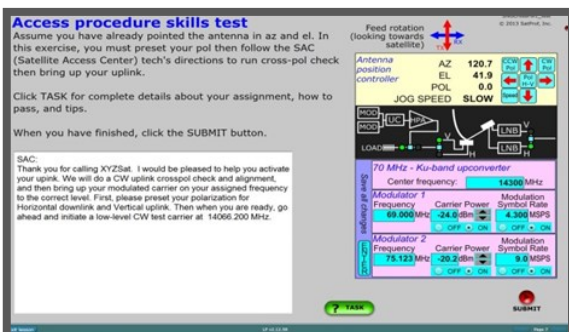 Access procedure skills test
Assume you have already pointed the antenna in az and el. In
this exercise, you must preset your pol then follow the SAC
(Satellite Access Center) tech's directions to run cross-pol check
then bring up your uplink.
Click TASK for complete details about your assignment, how to
pass, and tips.
When you have finished, click the SUBMIT button.
SAC:
Thank you for calling XYZSat. I would be pleased to help you activate
your upink. We will do a CW uplink crosspol check and alignment,
and then bring up your modulated carrier on your assigned frequency
to the correct level. First, please preset your polarization for
Horizontal downlink and Vertical uplink. Then when you are ready, go
ahead and initiate a low-level CW test carrier at 14066.200 MHz.
Feed rotation
(looking towards
satellite)
TX RX
© 2013 SatProf, Inc.
Antenna
position
controller
AZ 120.7
EL 41.9
POL 0.0
JOG SPEED SLOW
CCW Pol
CW Pol
Pol H-V
Speed
MOD
MOD
UC
HPA
LOAD
V
H
V
H
LNB
LNB
Save all changes
ENTER
70 MHz - Ku-band upconverter
Center frequency: 14300 MHz
Modulator 1
Frequency Carrier Power Modulation Symbol Rate
69.000 MHz -24.0 dBm 4.300 MSPS
OFF ON OFF ON
Modulator 2
Frequency Carrier Power Modulation Symbol Rate
75.123 MHz -20.2 dBm 9.0 MSPS
OFF ON OFF ON
? TASK
SUBMIT